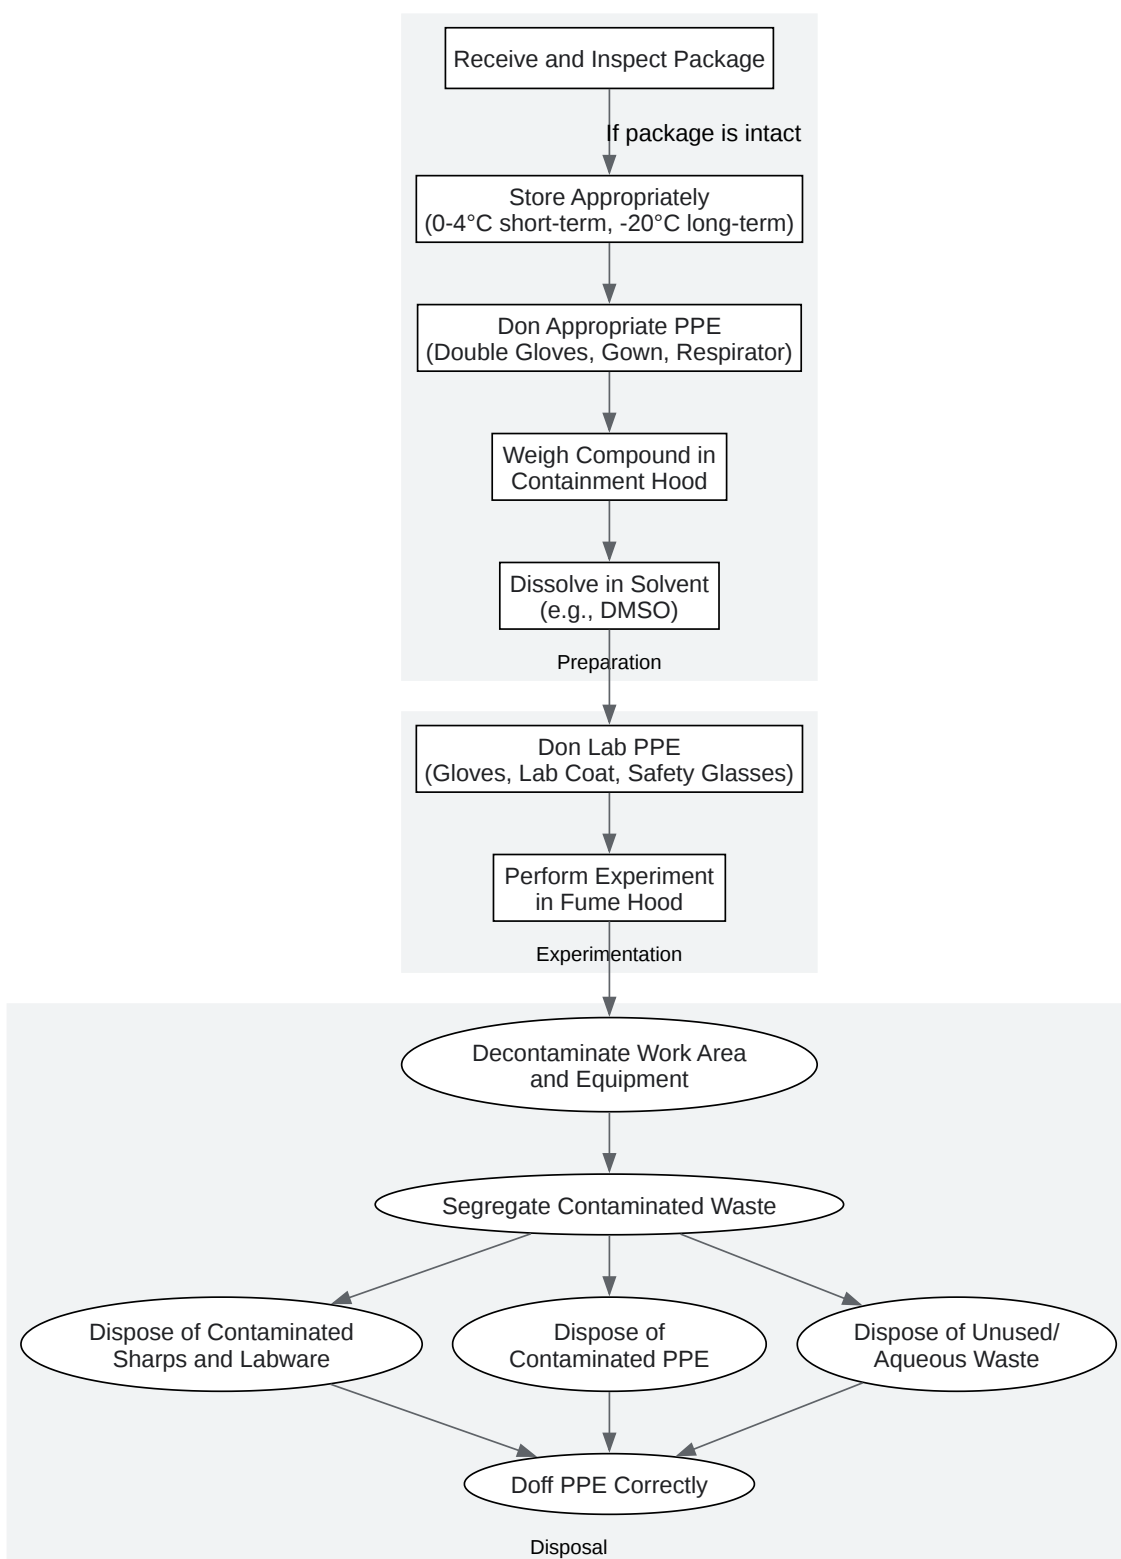 Receive and Inspect Package
If package is intact
Store Appropriately
(0-4°C short-term, -20°C long-term)
Don Appropriate PPE
(Double Gloves, Gown, Respirator)
Weigh Compound in
Containment Hood
Dissolve in Solvent
(e.g., DMSO)
Preparation
Don Lab PPE
(Gloves, Lab Coat, Safety Glasses)
Perform Experiment
in Fume Hood
Experimentation
Decontaminate Work Area
and Equipment
Segregate Contaminated Waste
Dispose of Contaminated
Sharps and Labware
Dispose of
Contaminated PPE
Dispose of Unused/
Aqueous Waste
Doff PPE Correctly
Disposal